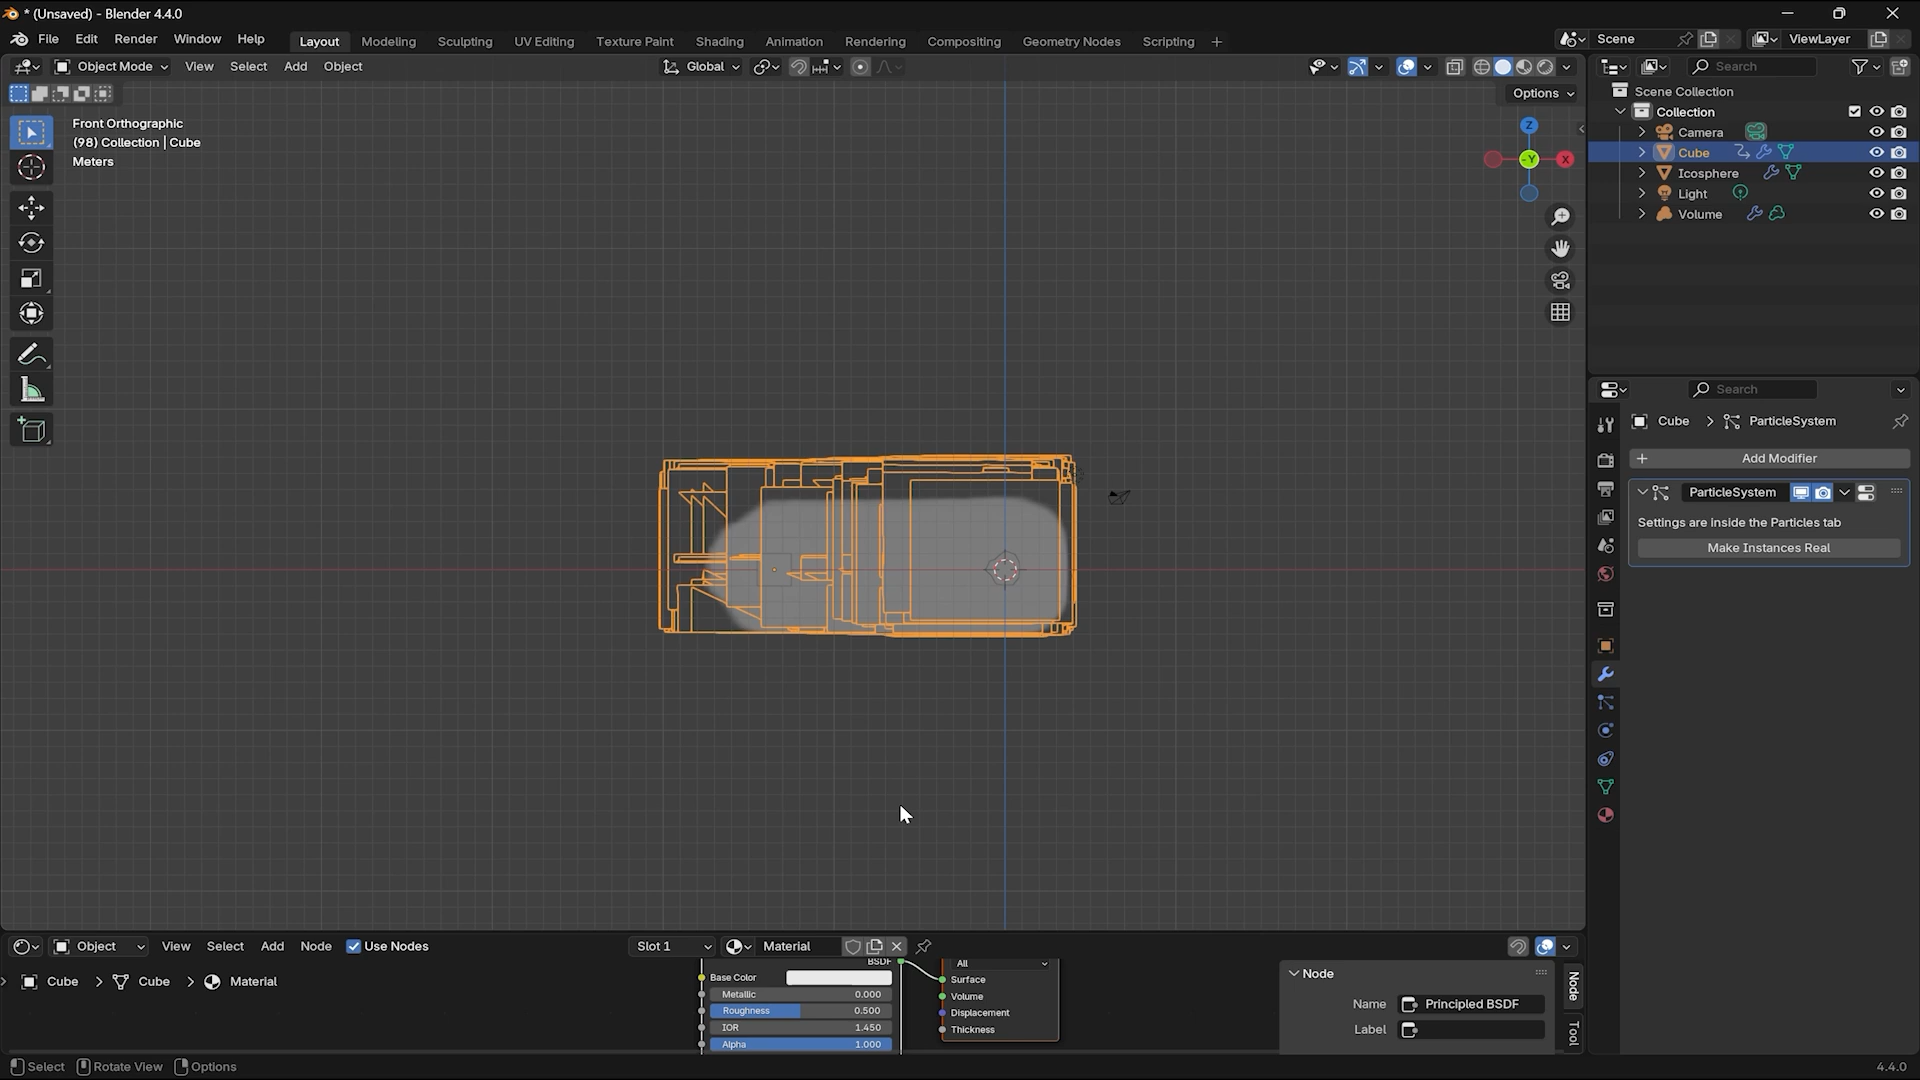 * (Unsaved) - Blender 4.4.0
File Edit Render Window Help Layout Modeling Sculpting UV Editing Texture Paint Shading Animation Rendering Compositing Geometry Nodes Scripting + Scene ViewLayer
Object Mode View Select Add Object Global
Options
Front Orthographic
(98) Collection | Cube
Meters
Z
-Y
X
Search
Scene Collection
Collection
Camera
Cube
Icosphere
Light
Volume
Search
Cube > ParticleSystem
+ Add Modifier
ParticleSystem
Settings are inside the Particles tab
Make Instances Real
Object View Select Add Node Use Nodes Slot 1 Material
Cube > Cube > Material
BSDF
Base Color
Metallic 0.000
Roughness 0.500
IOR 1.450
Alpha 1.000
All
Surface
Volume
Displacement
Thickness
Node
Name Principled BSDF
Label
Node
Tool
Select Rotate View Options 4.4.0